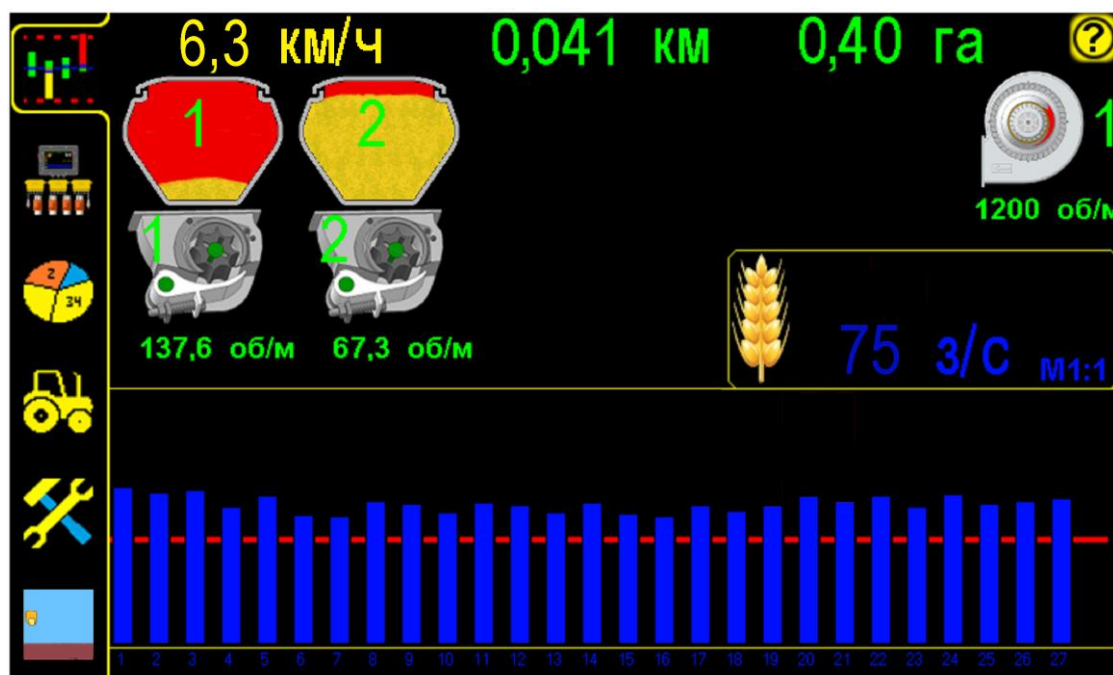 6,3 км/ч 0,041 км 0,40 га ?
1 2 1
1 2
1200 об/м
137,6 об/м 67,3 об/м
75 з/с М1:1
2
34
1 2 3 4 5 6 7 8 9 10 11 12 13 14 15 16 17 18 19 20 21 22 23 24 25 26 27